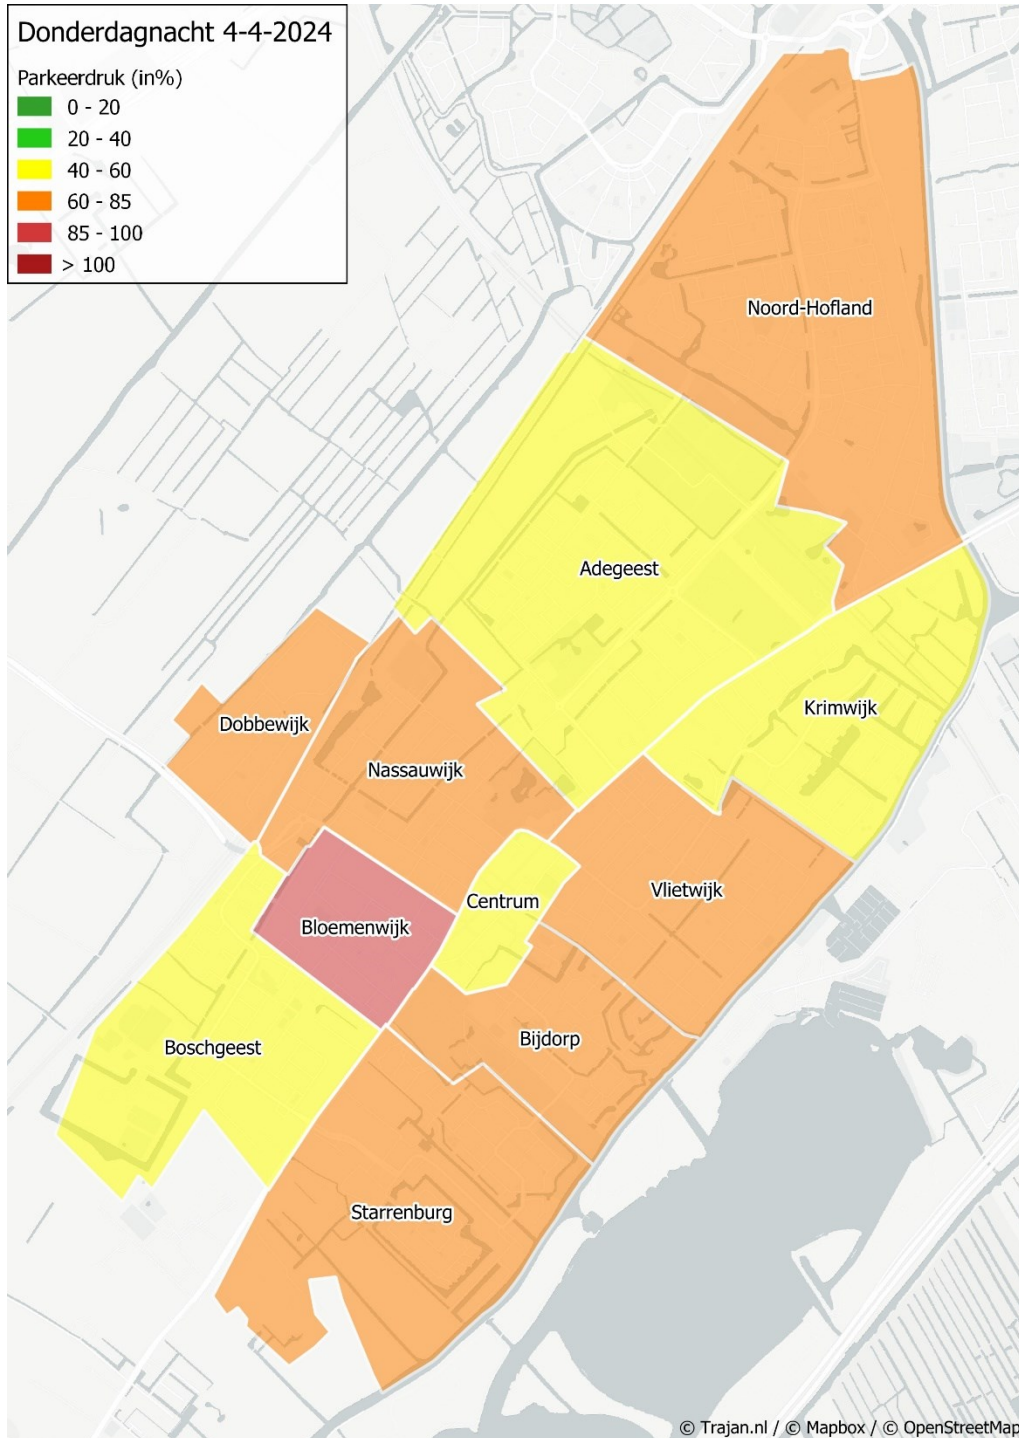 Donderdagnacht 4-4-2024
Parkeerdruk (in%)
0 - 20
20 - 40
40 - 60
60 - 85
85 - 100
> 100
Noord-Hofland
Adegeest
Krimwijk
Dobbewijk
Nassauwijk
Vlietwijk
Centrum
Bloemenwijk
Bijdorp
Boschgeest
Starrenburg
© Trajan.nl / © Mapbox / © OpenStreetMap